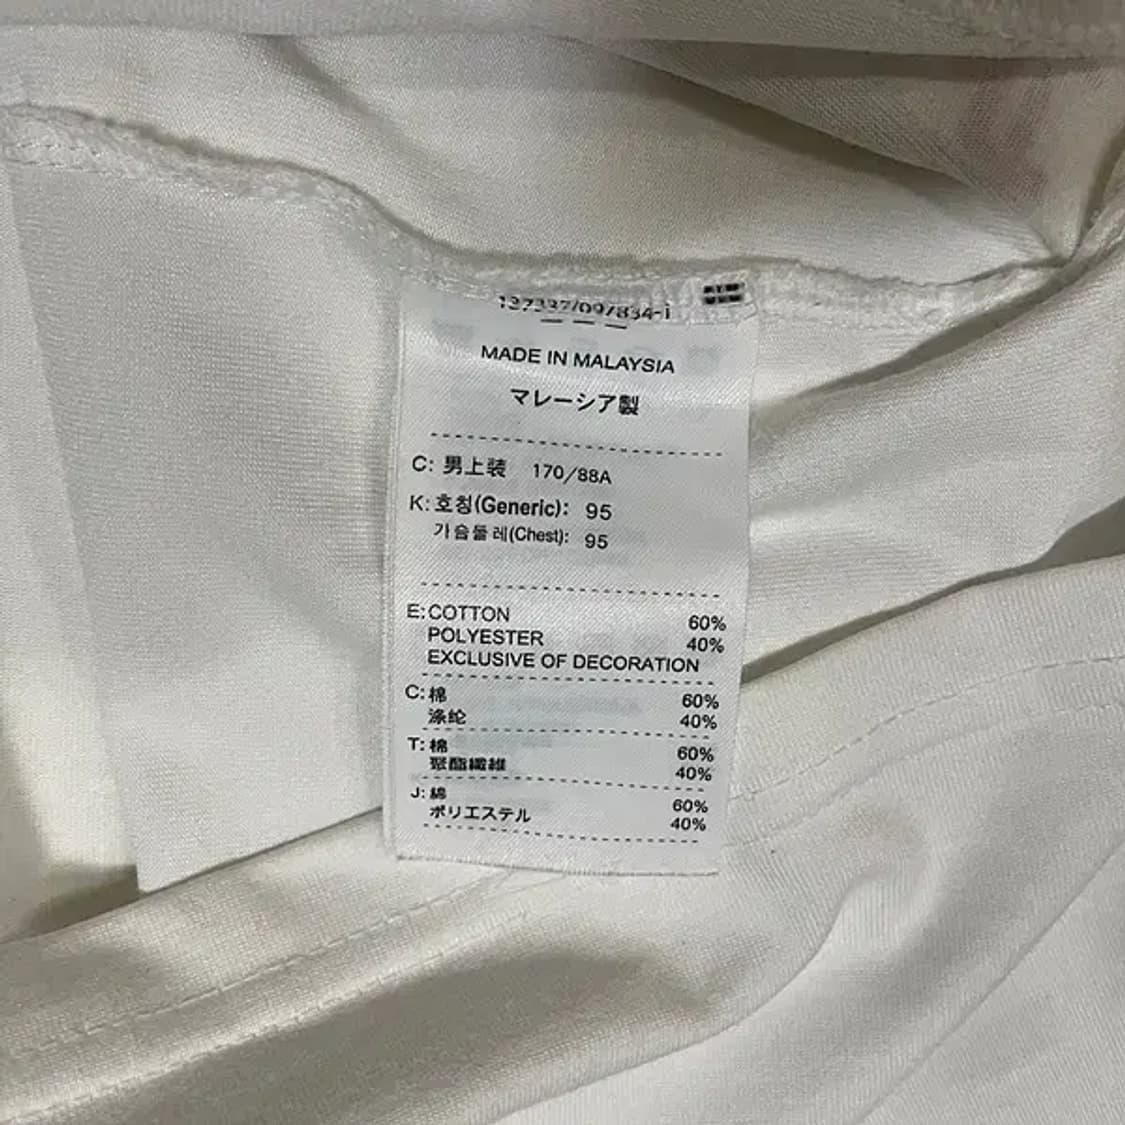 MADE IN MALAYSIA
マレーシア製
C: 男上装 170/88A
K: 호칭(Generic): 95
가슴둘레(Chest): 95
E: COTTON 60%
POLYESTER 40%
EXCLUSIVE OF DECORATION
C: 棉 60%
涤纶 40%
T: 棉 60%
聚酯纖維 40%
J: 綿 60%
ポリエステル 40%